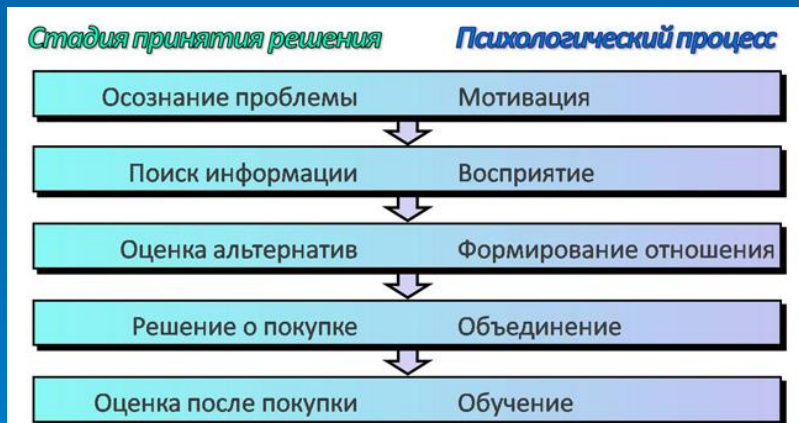 Стадия принятия решения Психологический процесс
Осознание проблемы Мотивация
Поиск информации Восприятие
Оценка альтернатив Формирование отношения
Решение о покупке Объединение
Оценка после покупки Обучение